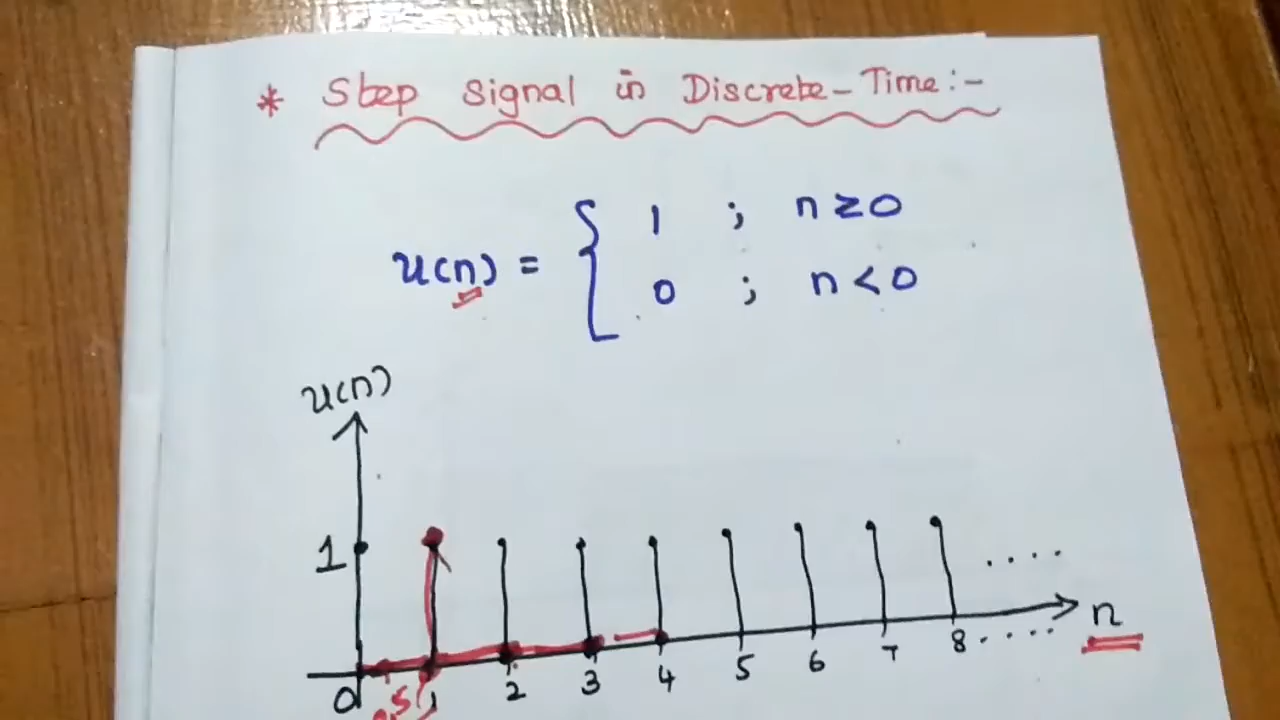 * Step Signal in Discrete-Time:-
u(n) = { 1 ; n ≥ 0
0 ; n < 0
u(n)
1
n
0 1 2 3 4 5 6 7 8 ....